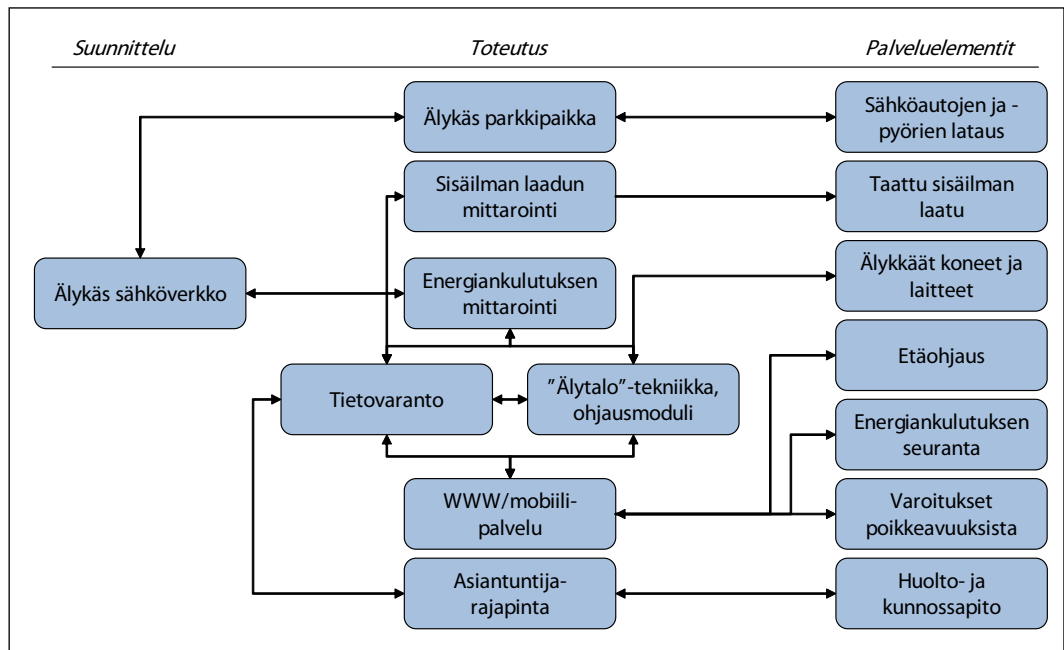 Suunnittelu
Toteutus
Palveluelementit
Älykäs parkkipaikka
Sähköautojen ja -
pyörien lataus
Sisäilman laadun
mittarointi
Taattu sisäilman
laatu
Älykäs sähköverkko
Energiankulutuksen
mittarointi
Älykkäät koneet ja
laitteet
Etäohjaus
Tietovaranto
”Älytalo”-tekniikka,
ohjausmoduli
Energiankulutuksen
seuranta
WWW/mobiili-
palvelu
Varoitukset
poikkeavuuksista
Asiantuntija-
rajapinta
Huolto- ja
kunnossapito